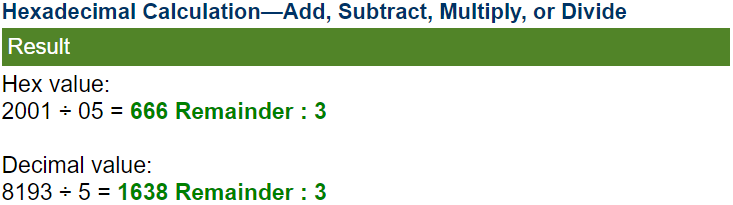 Hexadecimal Calculation—Add, Subtract, Multiply, or Divide
Result
Hex value:
2001 ÷ 05 = 666 Remainder : 3
Decimal value:
8193 ÷ 5 = 1638 Remainder : 3